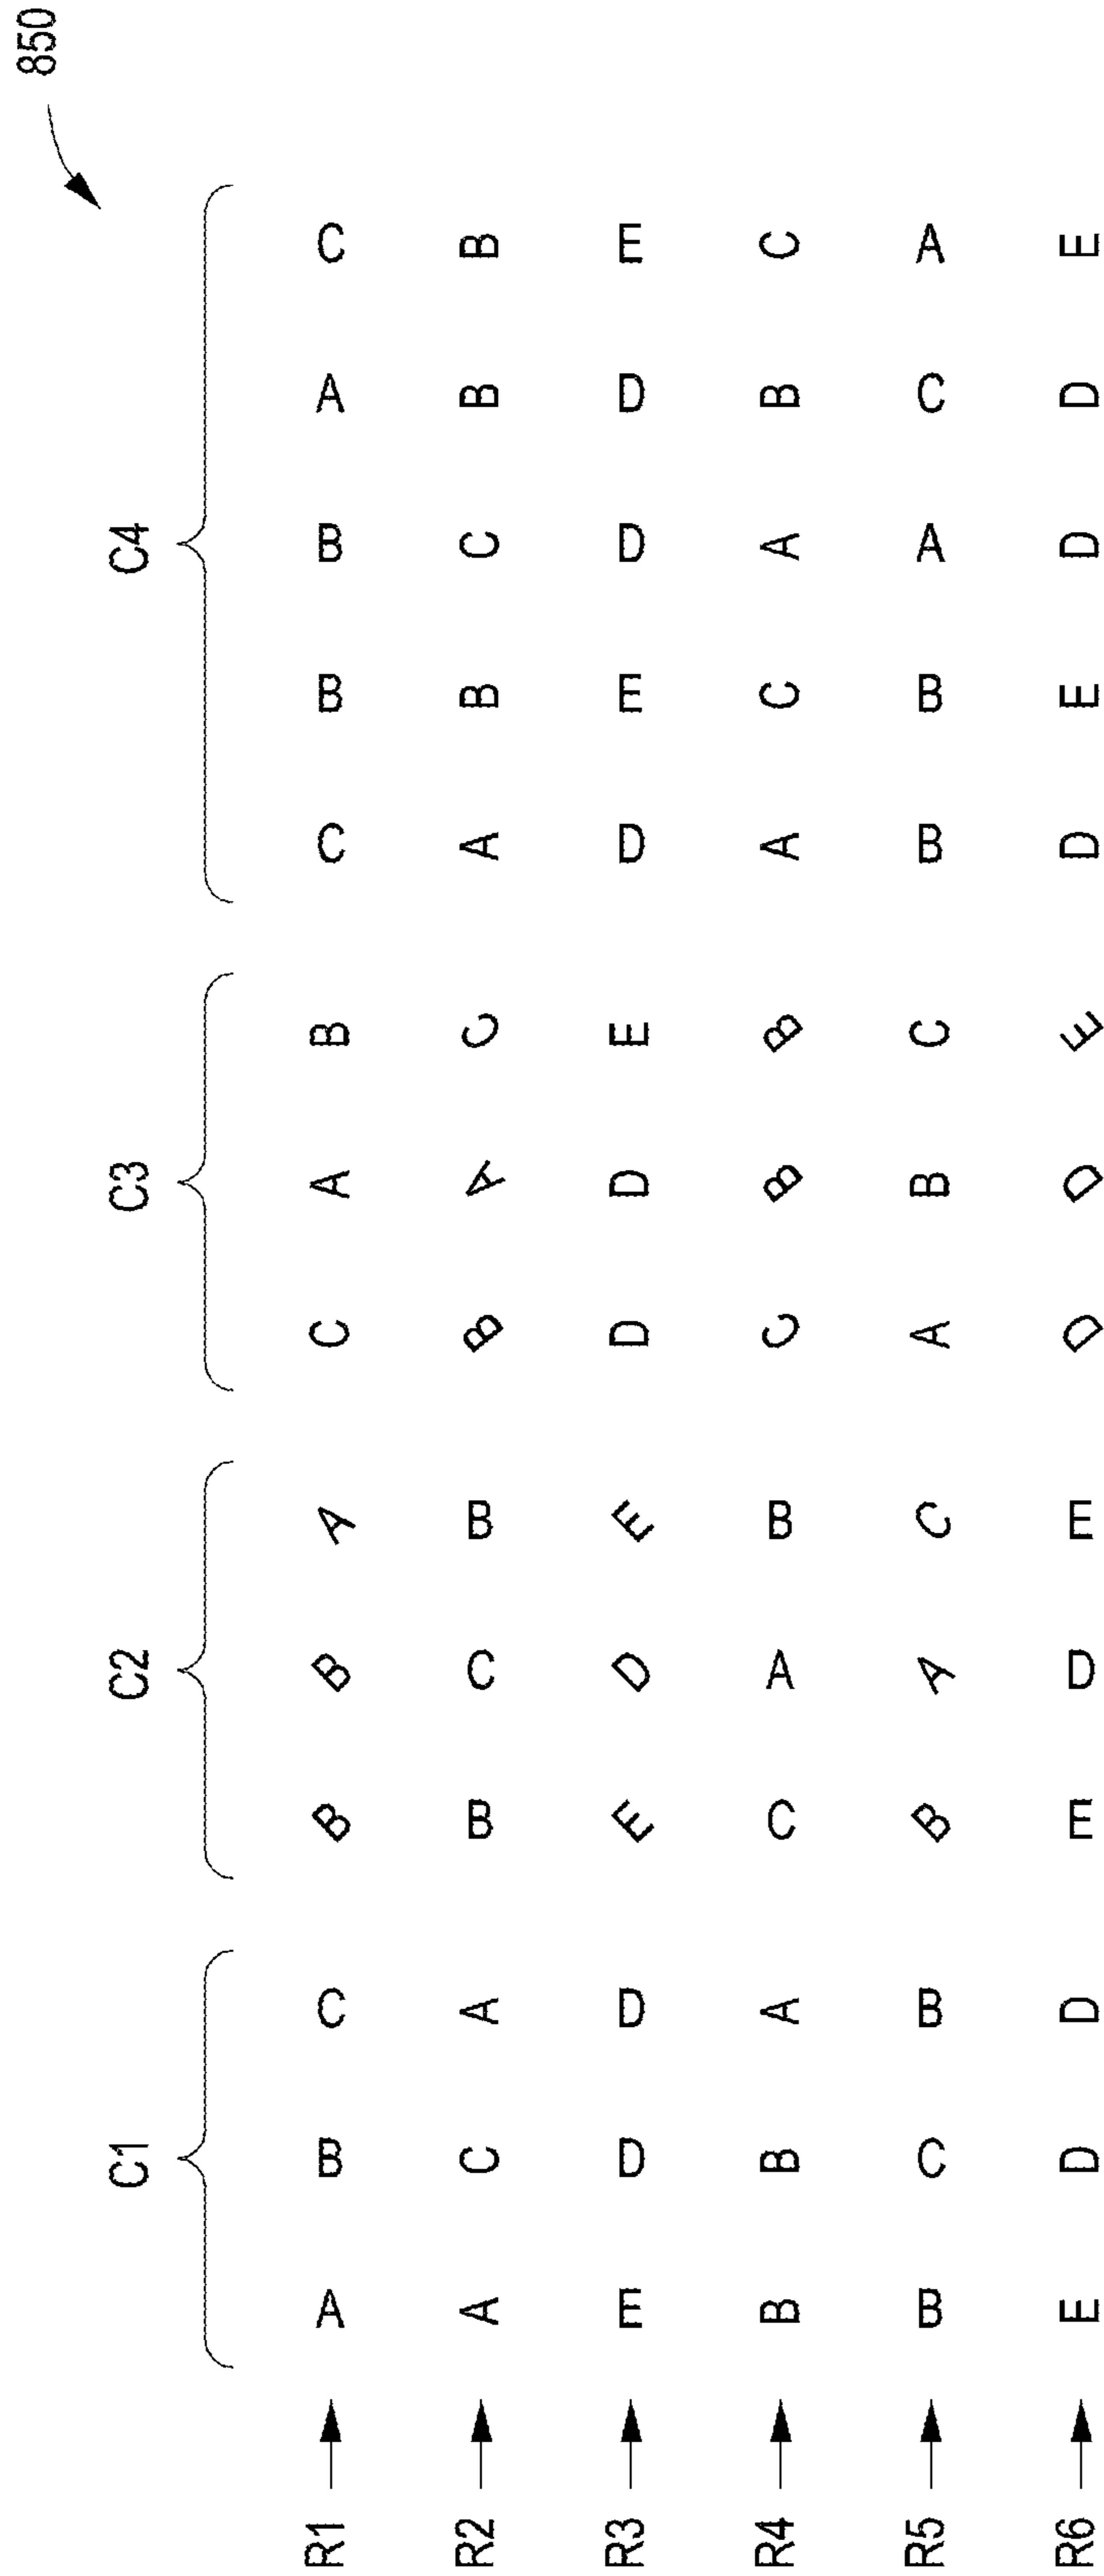 850
C1 C2 C3 C4
R1 A B C B B A C A B C B B A C
R2 A C A B C B B A C A B C B B
R3 E D D E D E D D E D E D D E
R4 B B A C A B C B B A C A B C
R5 B C B B A C A B C B B A C A
R6 E D D E D E D D E D E D D E